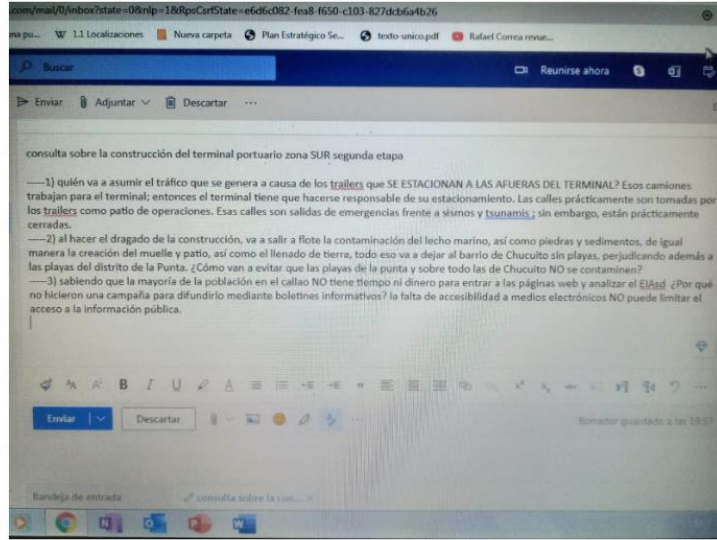 com/mail/0/inbox?state=0&nlp=1&RpsCsrfState=e6d6c082-fea8-f650-c103-827dcb6a4b26
na pu... W 1.1 Localizaciones Nueva carpeta Plan Estratégico Se... texto-unico.pdf Rafael Correa revue...
Buscar Reunirse ahora
Enviar Adjuntar Descartar ...
consulta sobre la construcción del terminal portuario zona SUR segunda etapa
-----1) quién va a asumir el tráfico que se genera a causa de los trailers que SE ESTACIONAN A LAS AFUERAS DEL TERMINAL? Esos camiones
trabajan para el terminal; entonces el terminal tiene que hacerse responsable de su estacionamiento. Las calles prácticamente son tomadas por
los trailers como patio de operaciones. Esas calles son salidas de emergencias frente a sismos y tsunamis ; sin embargo, están prácticamente
cerradas.
-----2) al hacer el dragado de la construcción, va a salir a flote la contaminación del lecho marino, así como piedras y sedimentos, de igual
manera la creación del muelle y patio, así como el llenado de tierra, todo eso va a dejar al barrio de Chucuito sin playas, perjudicando además a
las playas del distrito de la Punta. ¿Cómo van a evitar que las playas de la punta y sobre todo las de Chucuito NO se contaminen?
-----3) sabiendo que la mayoría de la población en el callao NO tiene tiempo ni dinero para entrar a las páginas web y analizar el EIAsd ¿Por qué
no hicieron una campaña para difundirlo mediante boletines informativos? la falta de accesibilidad a medios electrónicos NO puede limitar el
acceso a la información pública.
B I U
Enviar Descartar Borrador guardado a las 19:57
Bandeja de entrada consulta sobre la con...